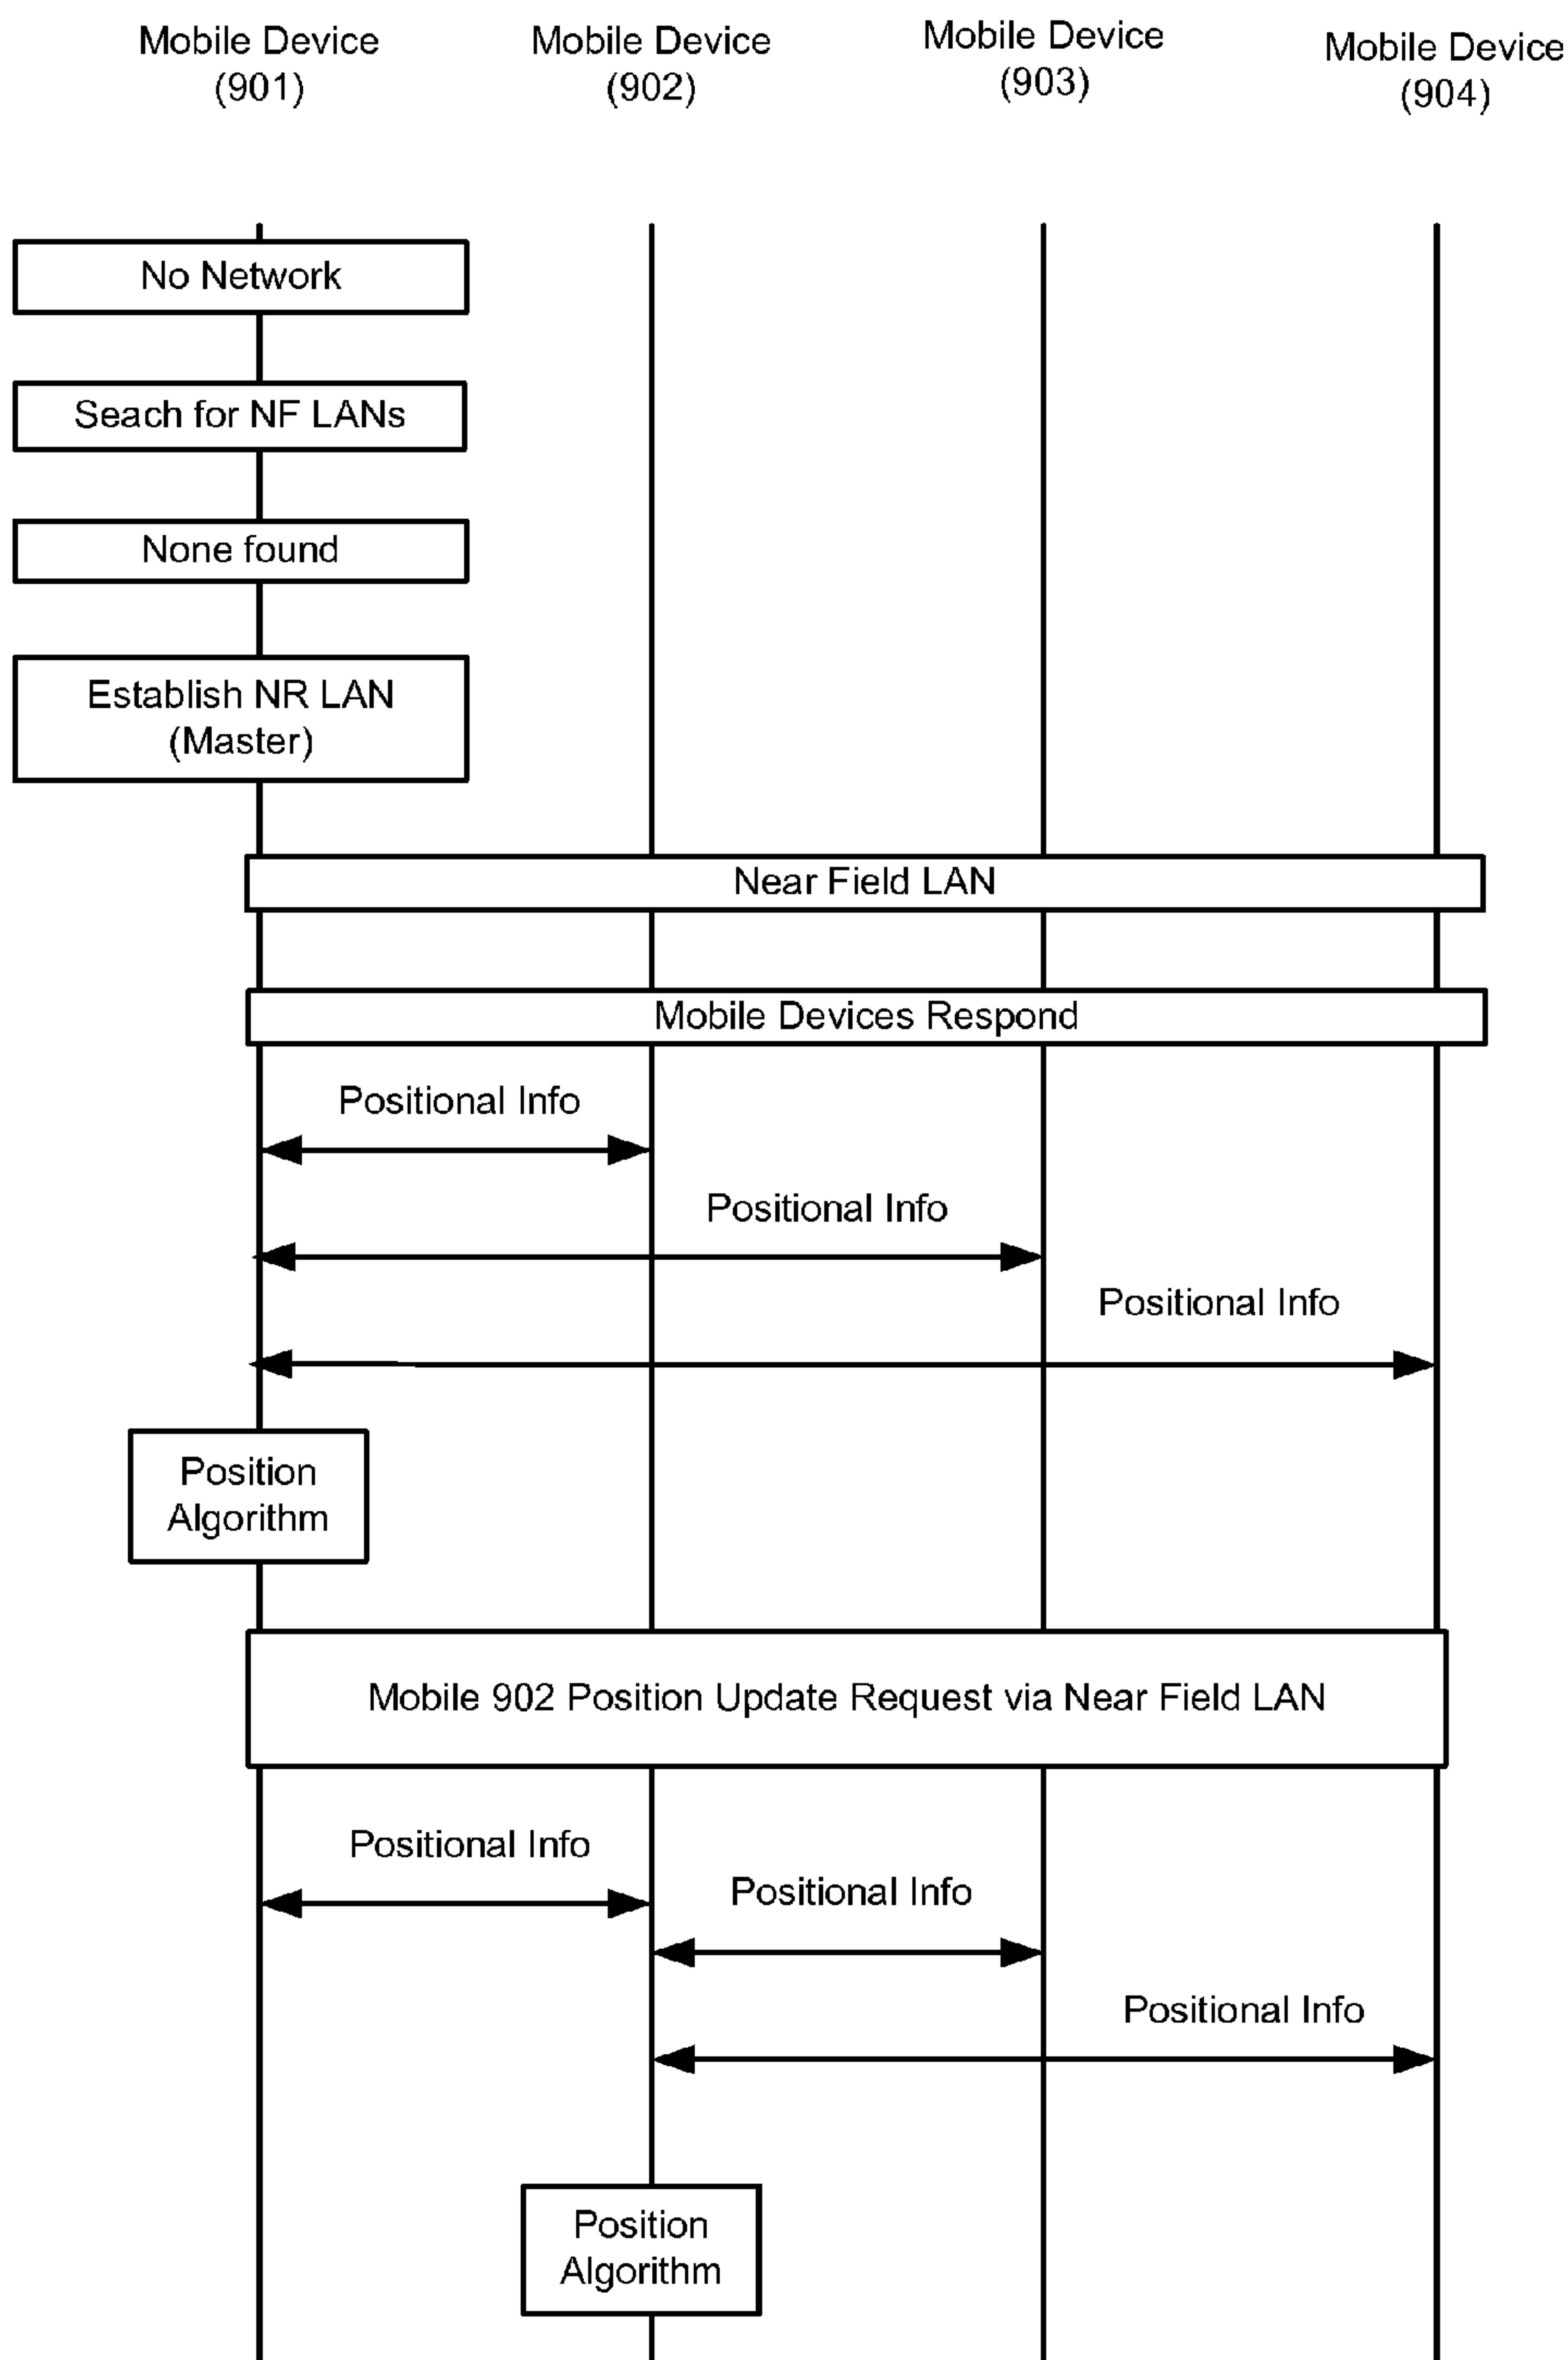 Mobile Device
(901)
Mobile Device
(902)
Mobile Device
(903)
Mobile Device
(904)
No Network
Seach for NF LANs
None found
Establish NR LAN
(Master)
Near Field LAN
Mobile Devices Respond
Positional Info
Positional Info
Positional Info
Position
Algorithm
Mobile 902 Position Update Request via Near Field LAN
Positional Info
Positional Info
Positional Info
Position
Algorithm